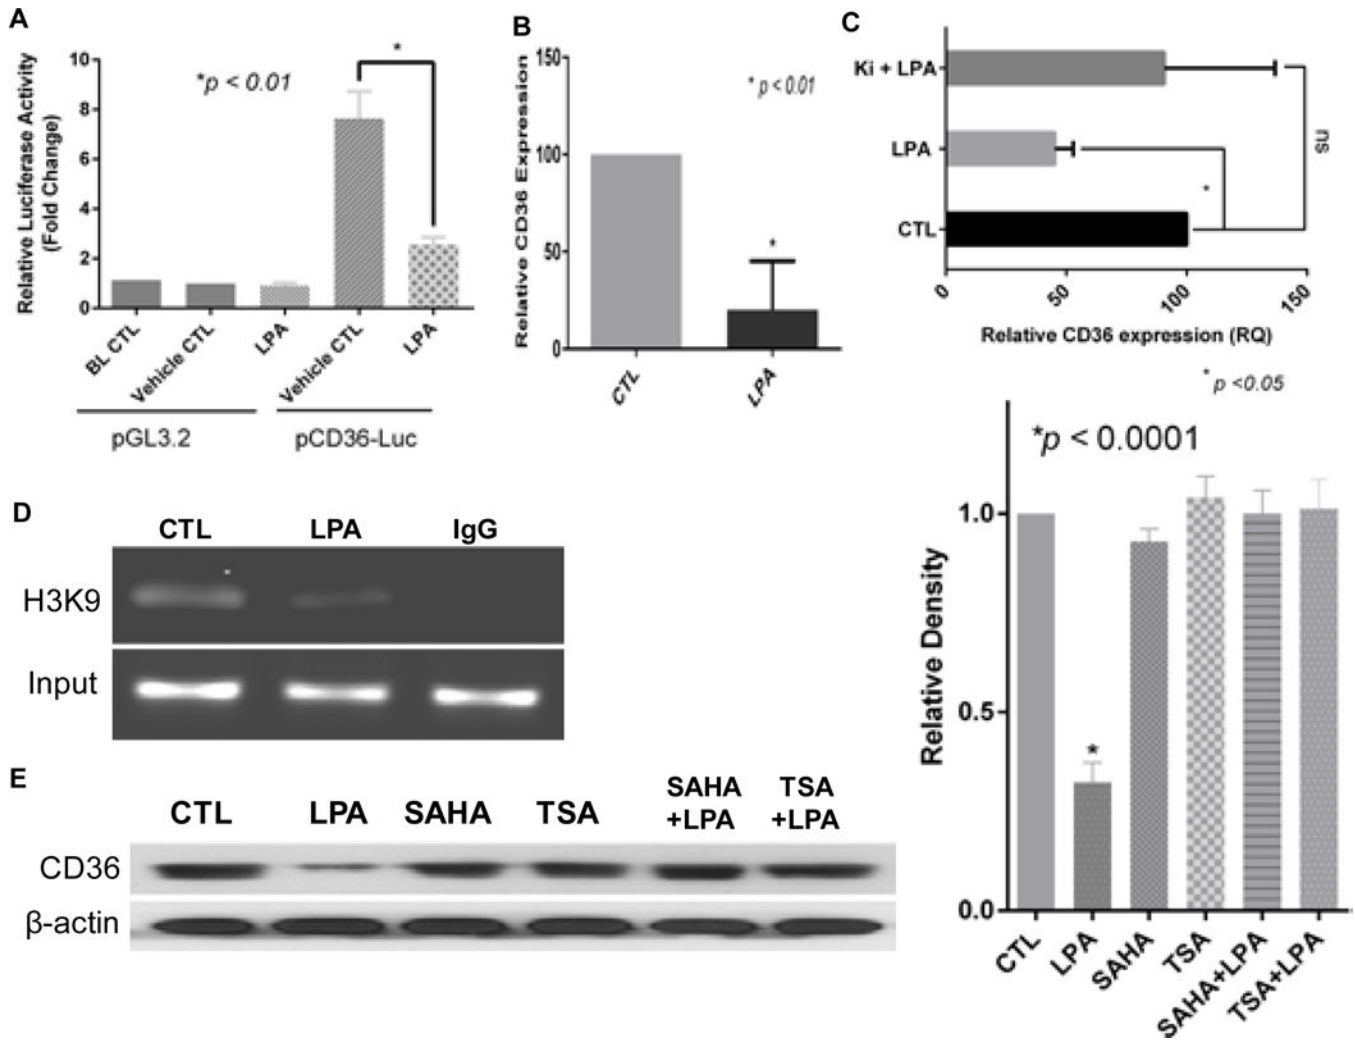 A
Relative Luciferase Activity
(Fold Change)
10
8
6
4
2
0
*p < 0.01
*
BL CTL
Vehicle CTL
LPA
Vehicle CTL
LPA
pGL3.2
pCD36-Luc
B
Relative CD36 Expression
150
100
50
0
* p <0.01
*
CTL
LPA
C
Ki + LPA
LPA
CTL
*
ns
0
50
100
150
Relative CD36 expression (RQ)
* p <0.05
D
CTL
LPA
IgG
H3K9
Input
E
CTL
LPA
SAHA
TSA
SAHA
+LPA
TSA
+LPA
CD36
β-actin
*p < 0.0001
Relative Density
1.0
0.5
0.0
*
CTL
LPA
SAHA
TSA
SAHA+LPA
TSA+LPA